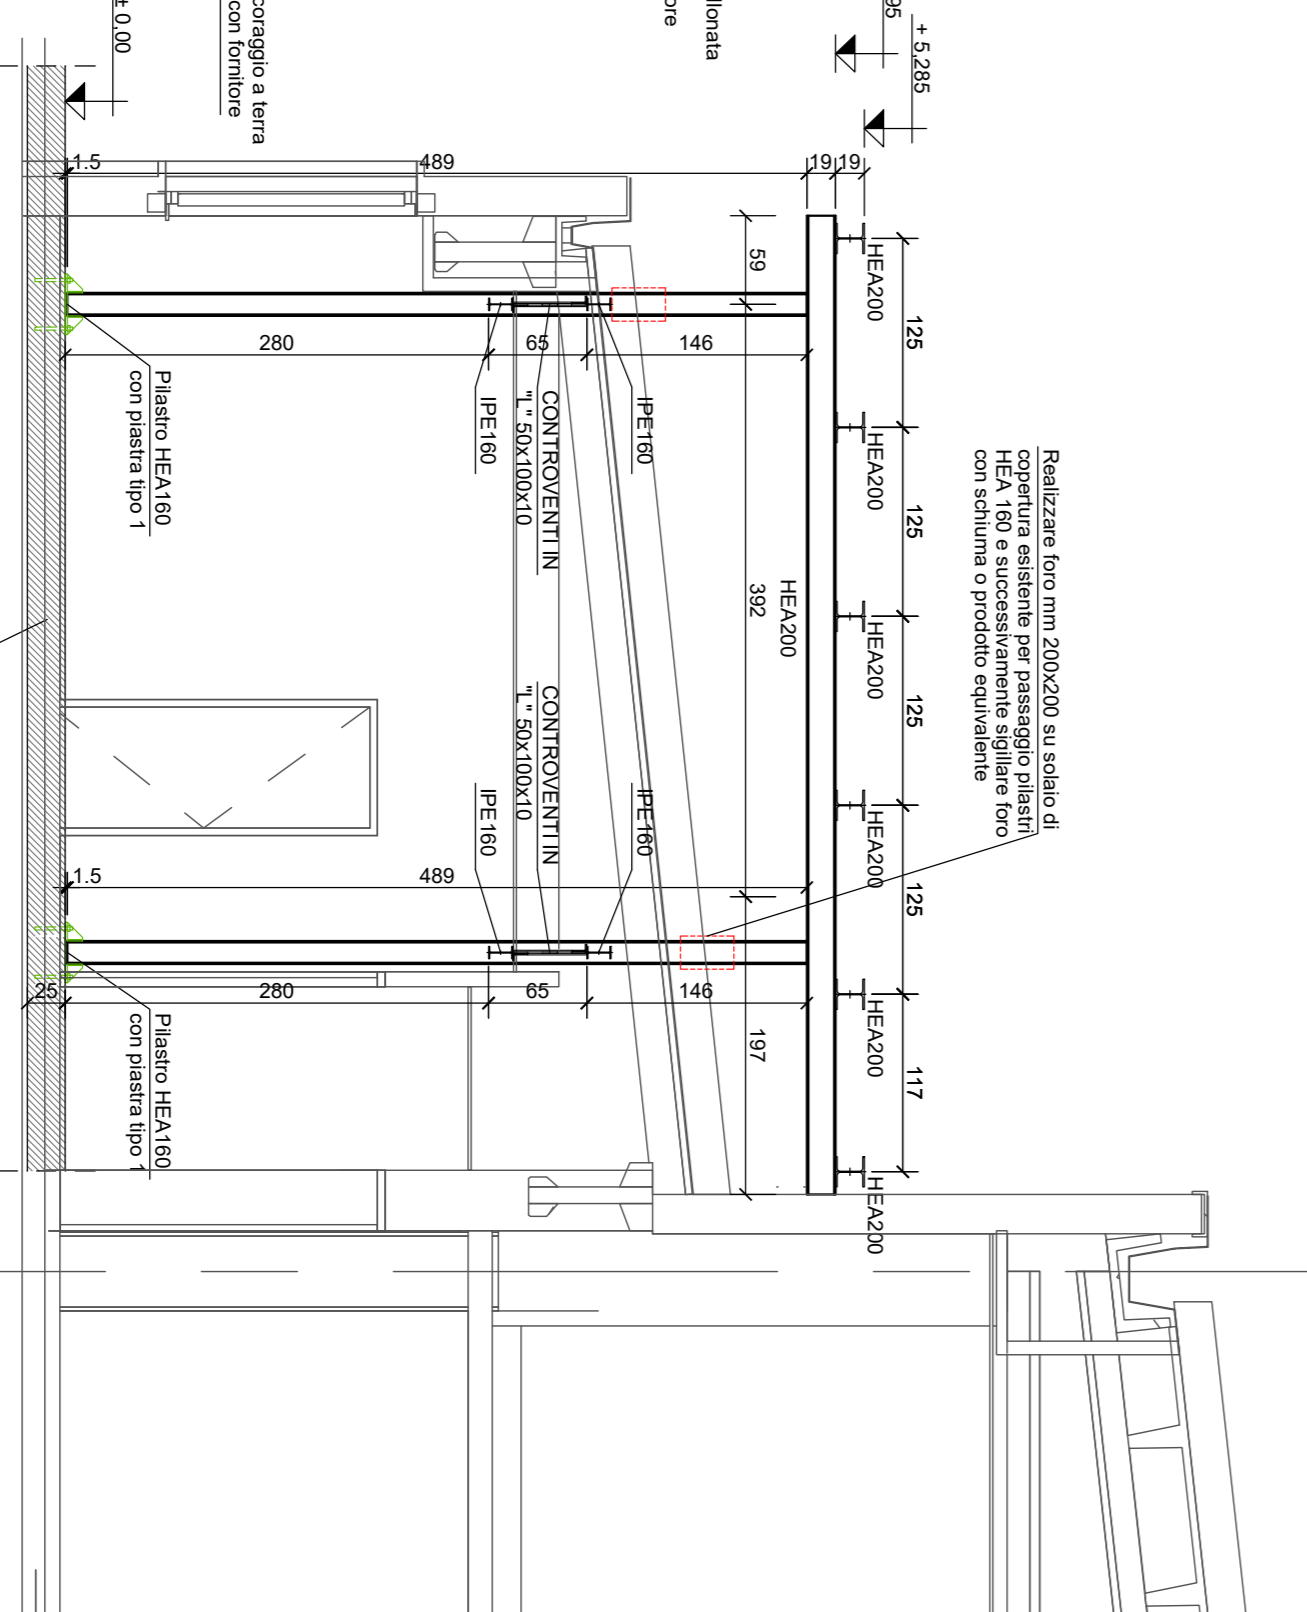 + 5,285
95
llonata
ore
± 0,00
coraggio a terra
con fornitore
Realizzare foro mm 200x200 su solaio di
copertura esistente per passaggio pilastri
HEA 160 e successivamente sigillare foro
con schiuma o prodotto equivalente
125
125
125
125
117
HEA200
HEA200
HEA200
HEA200
HEA200
HEA200
19
19
489
1.5
59
392
197
HEA200
146
65
280
IPE160
CONTROVENTI IN
"L" 50x100x10
IPE160
IPE160
CONTROVENTI IN
"L" 50x100x10
IPE160
489
1.5
146
65
280
25
Pilastro HEA160
con piastra tipo 1
Pilastro HEA160
con piastra tipo 1